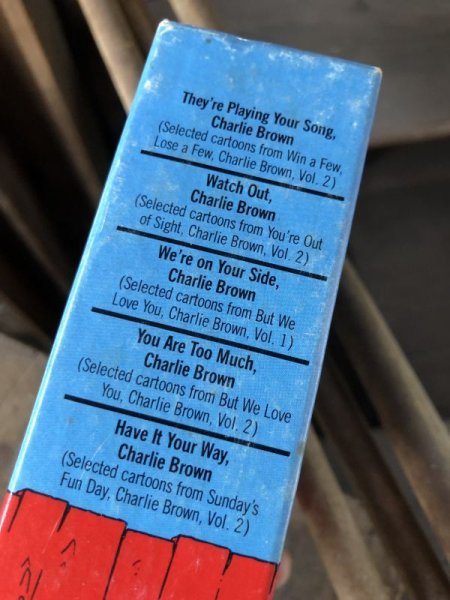 They're Playing Your Song,
Charlie Brown
(Selected cartoons from Win a Few,
Lose a Few, Charlie Brown, Vol. 2)
Watch Out,
Charlie Brown
(Selected cartoons from You're Out
of Sight, Charlie Brown, Vol. 2)
We're on Your Side,
Charlie Brown
(Selected cartoons from But We
Love You, Charlie Brown, Vol. 1)
You Are Too Much,
Charlie Brown
(Selected cartoons from But We Love
You, Charlie Brown, Vol. 2)
Have It Your Way,
Charlie Brown
(Selected cartoons from Sunday's
Fun Day, Charlie Brown, Vol. 2)